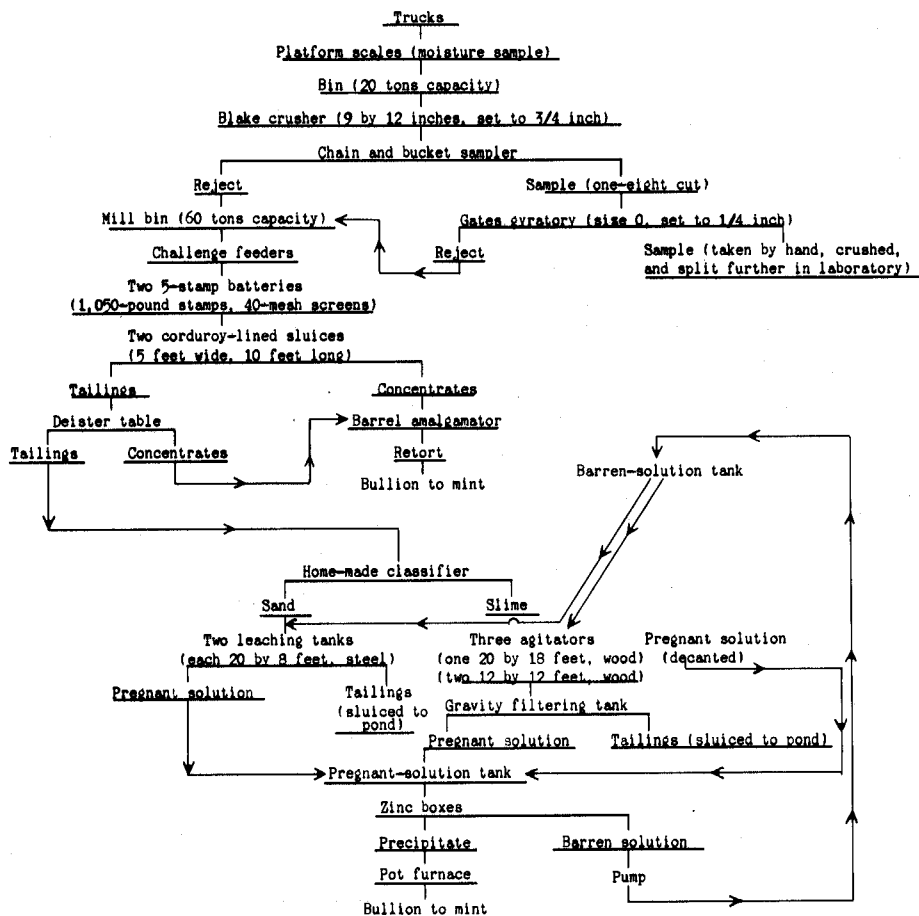 Trucks
Platform scales (moisture sample)
Bin (20 tons capacity)
Blake crusher (9 by 12 inches, set to 3/4 inch)
Chain and bucket sampler
Reject
Sample (one-eight cut)
Mill bin (60 tons capacity)
Gates gyratory (size 0, set to 1/4 inch)
Challenge feeders
Reject
Sample (taken by hand, crushed,
and split further in laboratory)
Two 5-stamp batteries
(1,050-pound stamps, 40-mesh screens)
Two corduroy-lined sluices
(5 feet wide, 10 feet long)
Tailings
Concentrates
Deister table
Barrel amalgamator
Tailings
Concentrates
Retort
Bullion to mint
Barren-solution tank
Home-made classifier
Sand
Slime
Two leaching tanks
(each 20 by 8 feet, steel)
Three agitators
(one 20 by 18 feet, wood)
(two 12 by 12 feet, wood)
Pregnant solution
(decanted)
Pregnant solution
Tailings
(sluiced to
pond)
Gravity filtering tank
Pregnant solution
Tailings (sluiced to pond)
Pregnant-solution tank
Zinc boxes
Precipitate
Barren solution
Pot furnace
Pump
Bullion to mint